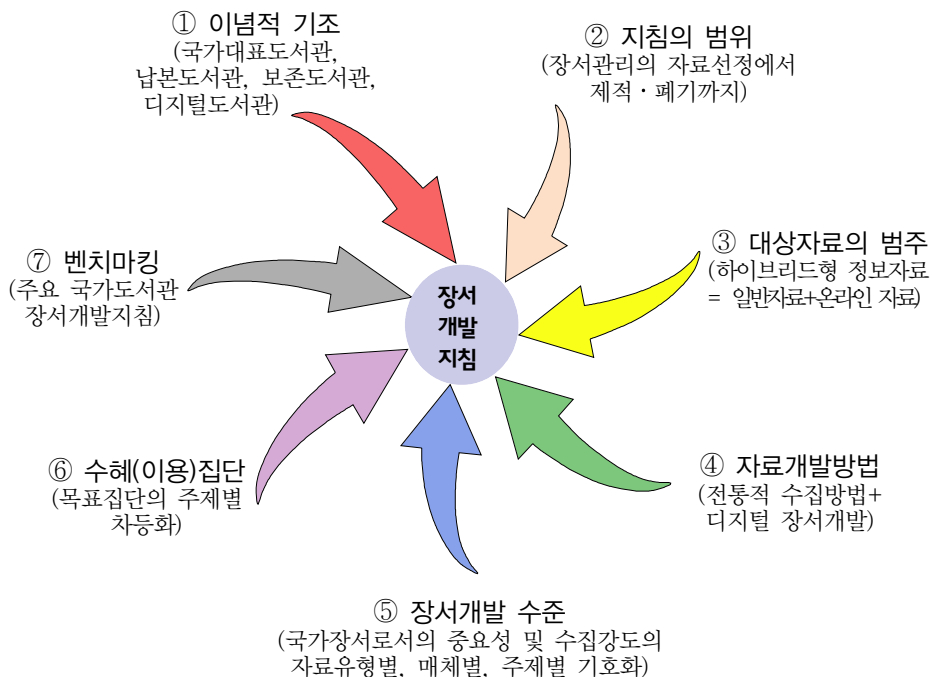 ① 이념적 기조
(국가대표도서관,
납본도서관, 보존도서관,
디지털도서관)
② 지침의 범위
(장서관리의 자료선정에서
제적·폐기까지)
③ 대상자료의 범주
(하이브리드형 정보자료
= 일반자료+온라인 자료)
④ 자료개발방법
(전통적 수집방법+
디지털 장서개발)
⑤ 장서개발 수준
(국가장서로서의 중요성 및 수집강도의
자료유형별, 매체별, 주제별 기호화)
⑥ 수혜(이용)집단
(목표집단의 주제별
차등화)
⑦ 벤치마킹
(주요 국가도서관
장서개발지침)
장서
개발
지침